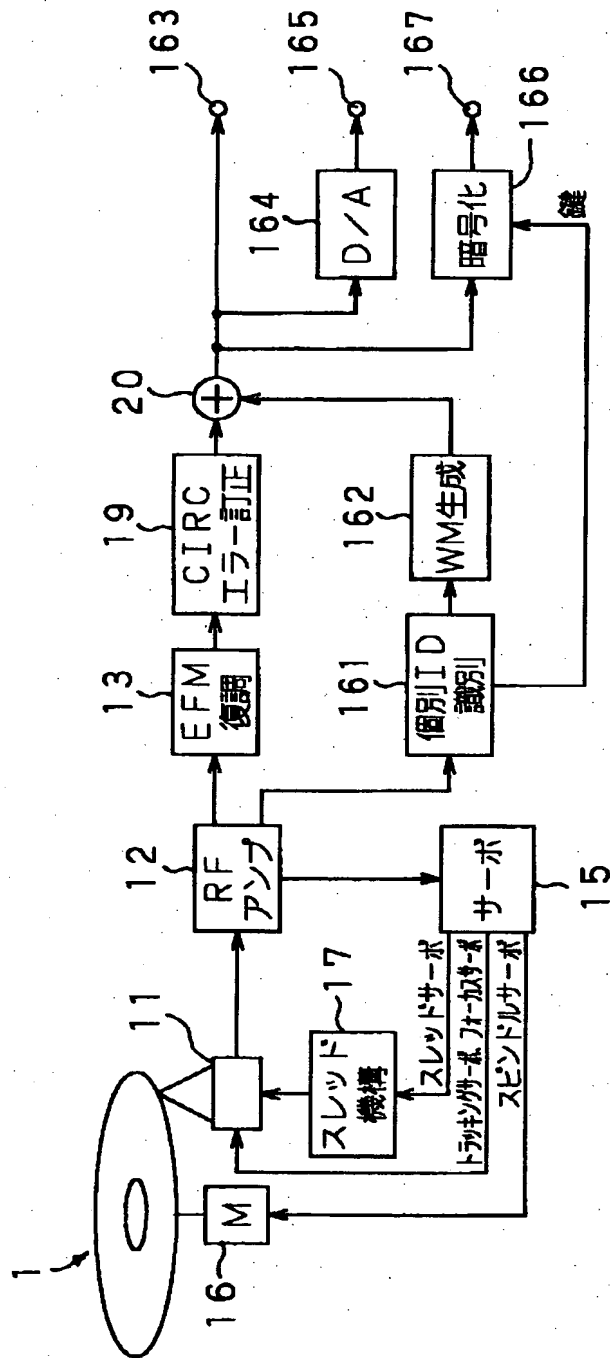 1
16
M
11
12
RF
アンプ
13
EFM
復調
19
CIRC
エラー訂正
20
163
164
D/A
165
167
暗号化
166
鍵
162
WM生成
161
個別ID
識別
17
スレッド
機構
スレッドサーボ
トラッキングサーボ、フォーカスサーボ
スピンドルサーボ
サーボ
15